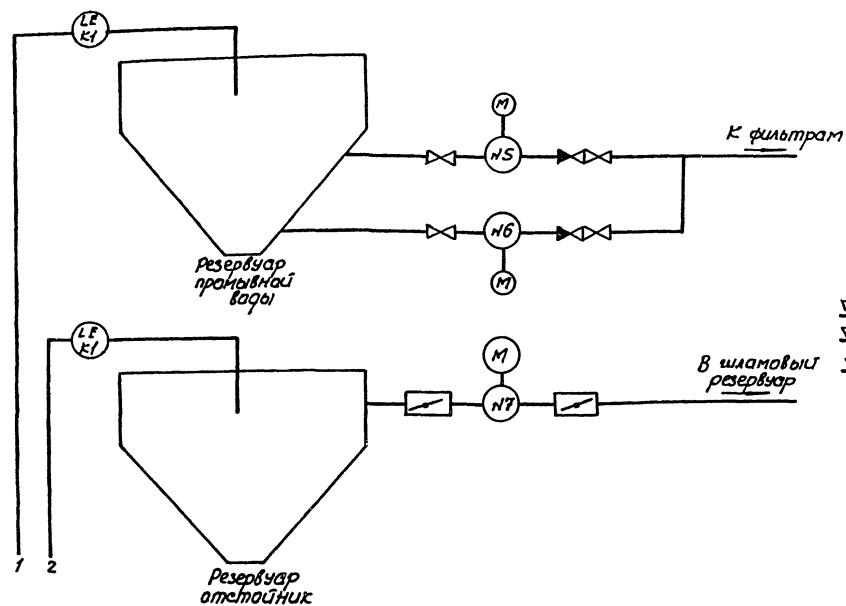 LE
K1
M
N5
К фильтрам
N6
M
Резервуар
промывной
воды
LE
K1
M
N7
В шламовый
резервуар
1 2
Резервуар
отстойник